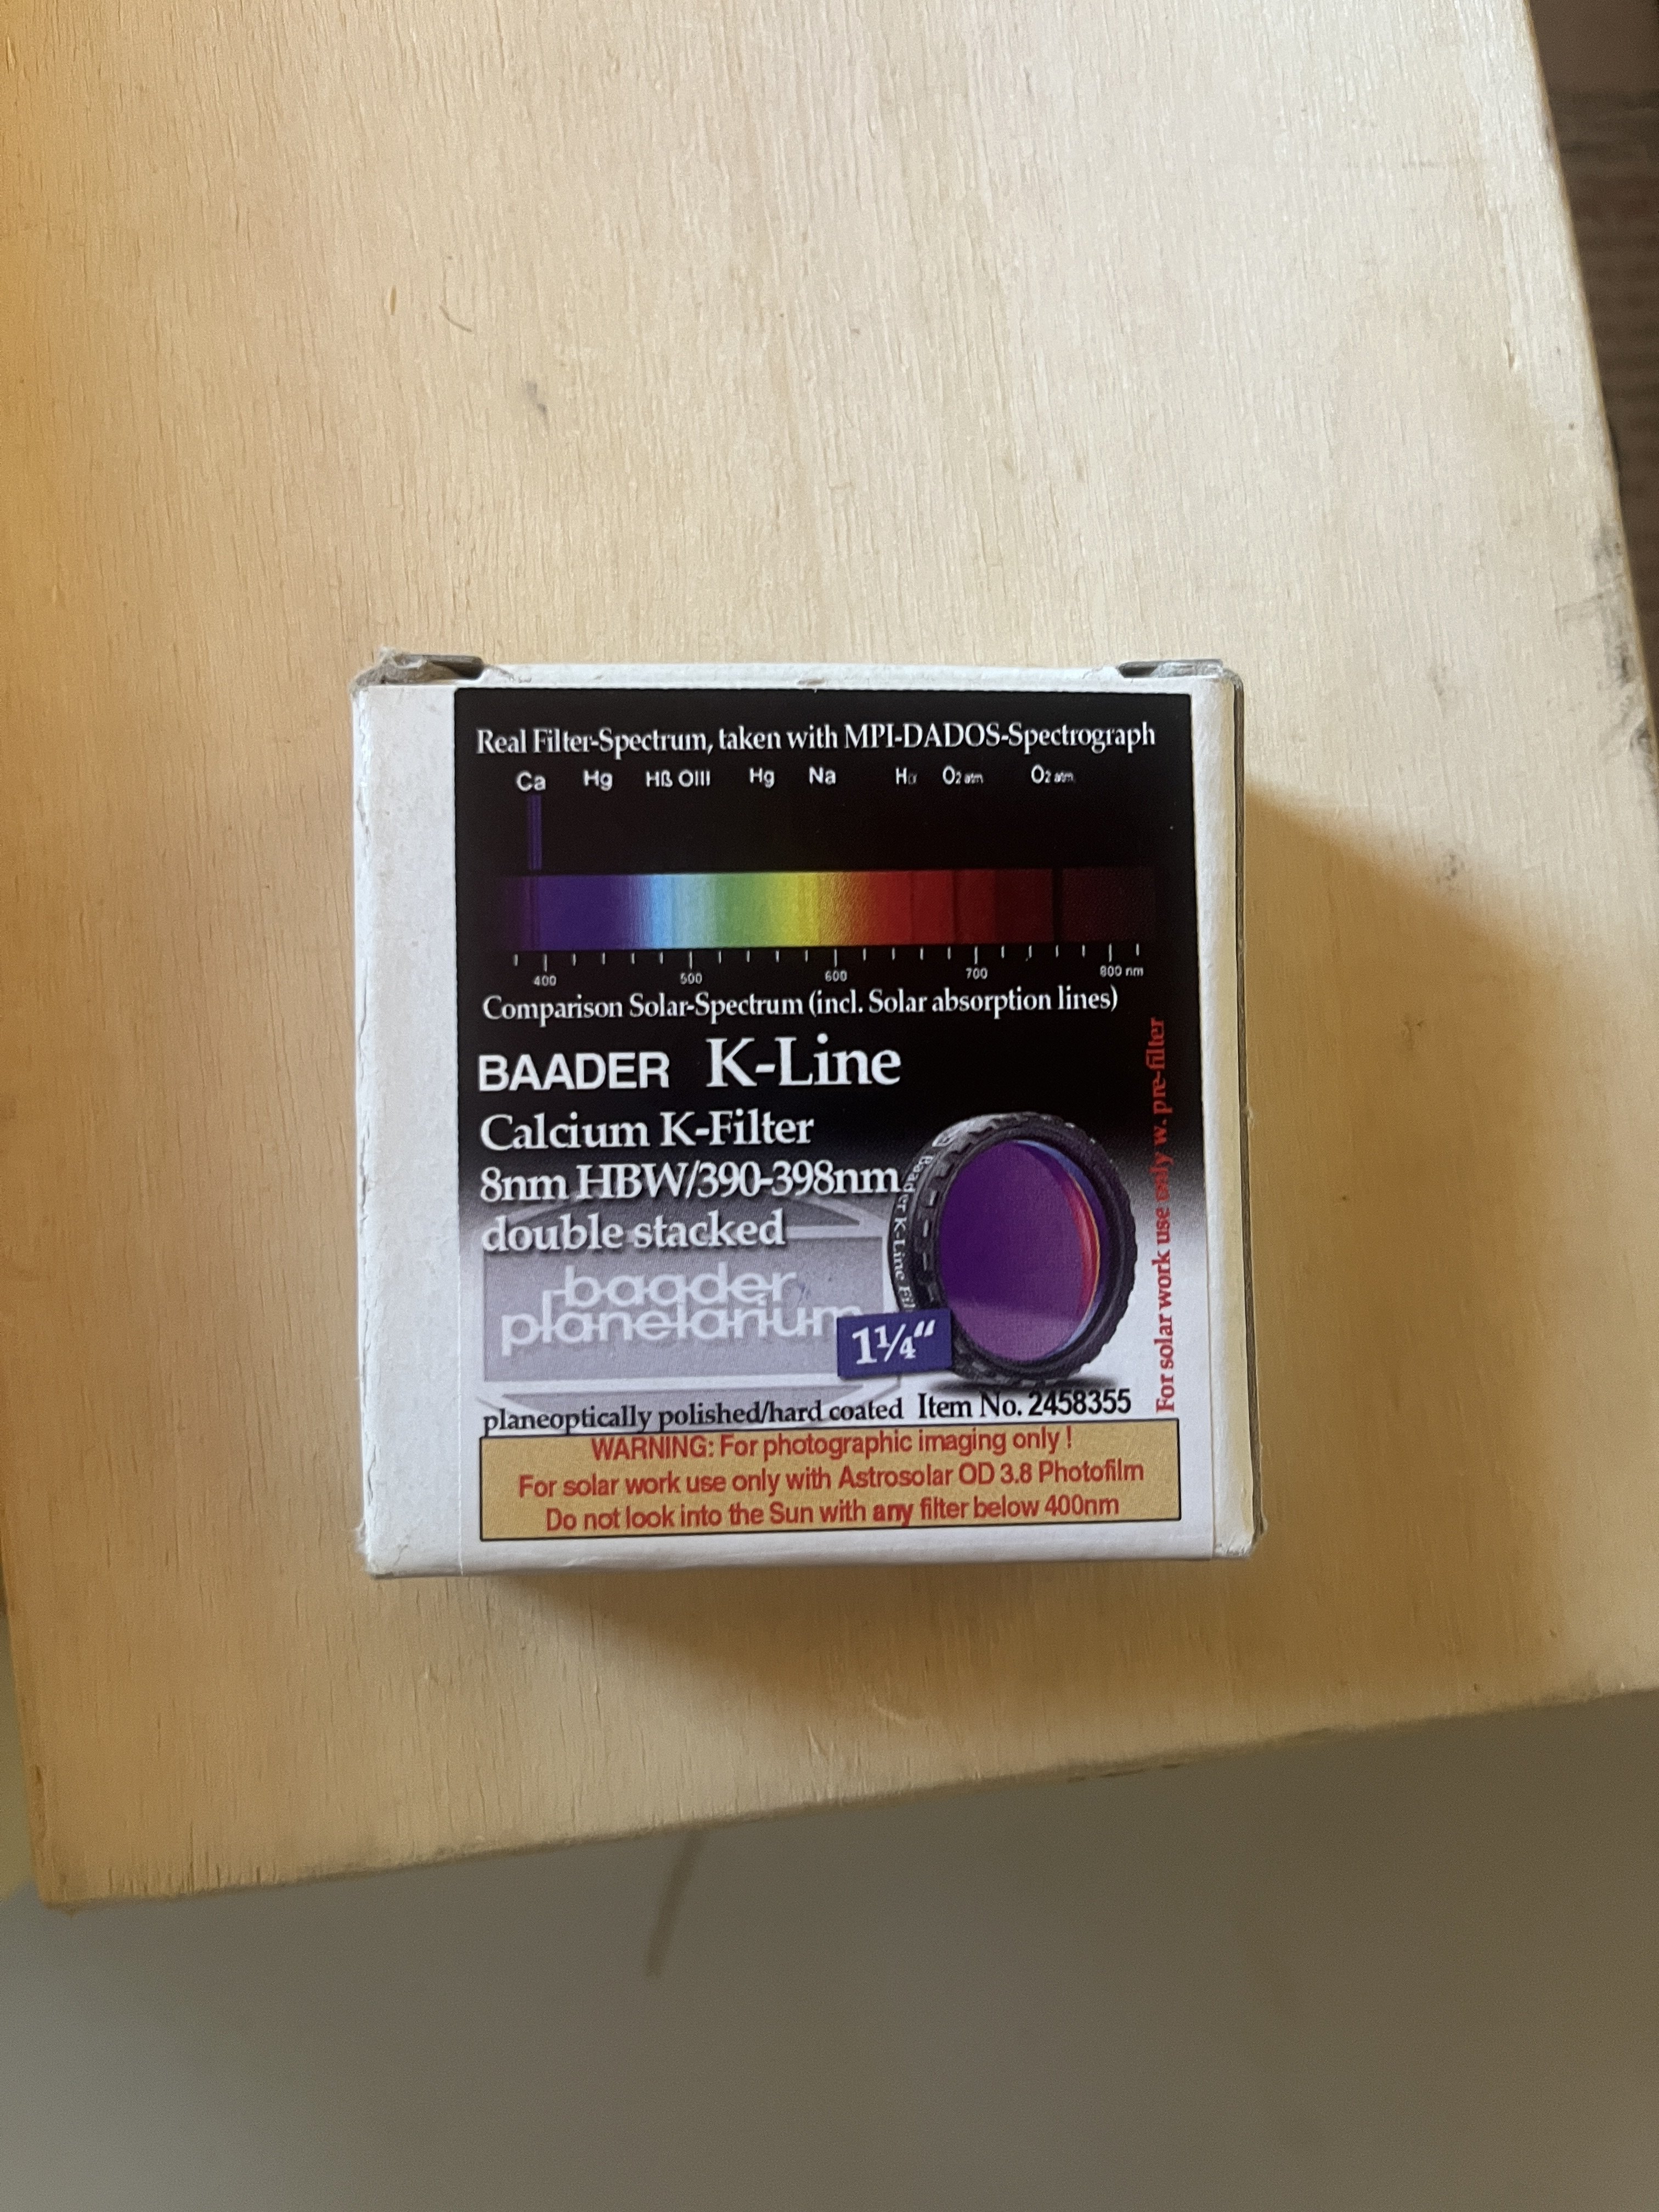 Real Filter-Spectrum, taken with MPI-DADOS-Spectrograph
Ca Hg Hß OIII Hg Na Hα O2 atm O2 atm
400 500 600 700 800 nm
Comparison Solar-Spectrum (incl. Solar absorption lines)
BAADER K-Line
Calcium K-Filter
8nm HBW/390-398nm
double stacked
baader
planetarium
Baader K-Line Fil
1¼"
planeoptically polished/hard coated Item No. 2458355
For solar work use only w. pre-filter
WARNING: For photographic imaging only !
For solar work use only with Astrosolar OD 3.8 Photofilm
Do not look into the Sun with any filter below 400nm